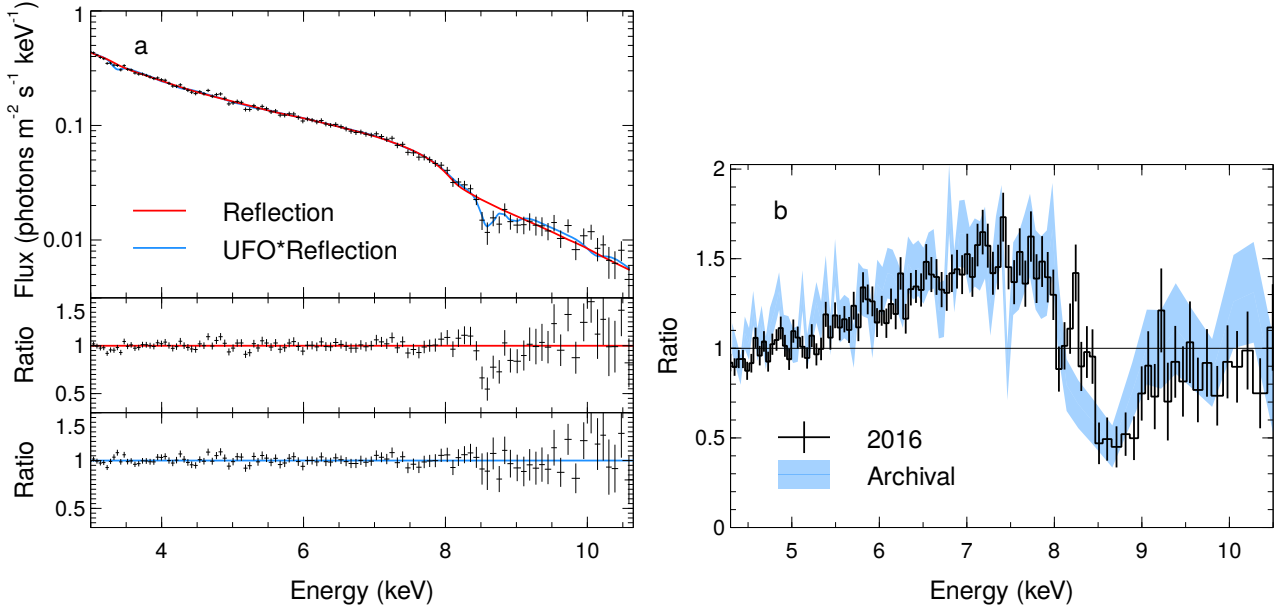 1
a
0.1
0.01
Flux (photons m⁻² s⁻¹ keV⁻¹)
Reflection
UFO*Reflection
1.5
1
0.5
Ratio
1.5
1
0.5
Ratio
4 6 8 10
Energy (keV)
2
b
1.5
1
0.5
0
Ratio
2016
Archival
5 6 7 8 9 10
Energy (keV)